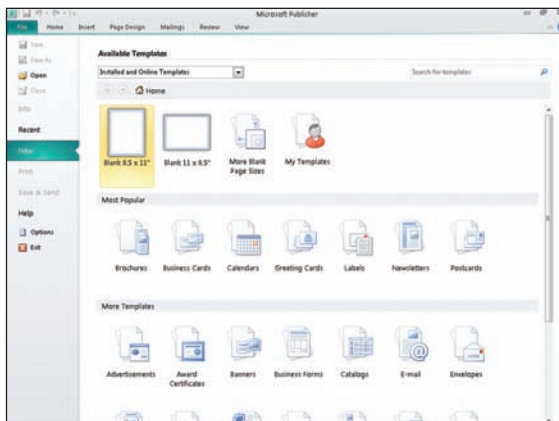 Microsoft Publisher
File Home Insert Page Design Mailings Review View
Save
Save As
Open
Close
Info
Recent
New
Print
Save & Send
Help
Options
Exit
Available Templates
Installed and Online Templates
Search for templates
Home
Blank 8.5 x 11"
Blank 11 x 8.5"
More Blank
Page Sizes
My Templates
Most Popular
Brochures
Business Cards
Calendars
Greeting Cards
Labels
Newsletters
Postcards
More Templates
Advertisements
Award
Certificates
Banners
Business Forms
Catalogs
E-mail
Envelopes